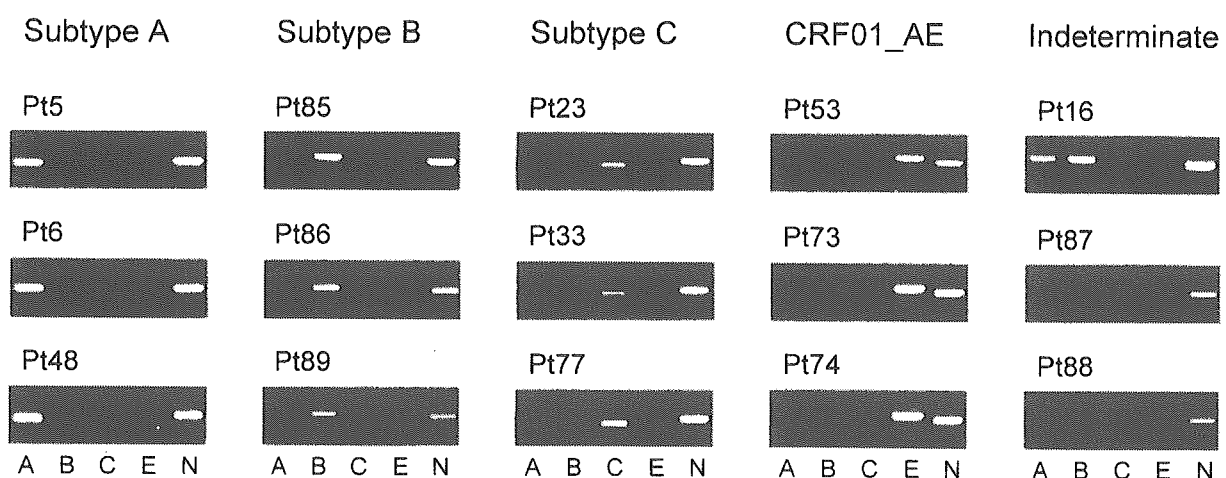 Subtype A Subtype B Subtype C CRF01_AE Indeterminate
Pt5 Pt85 Pt23 Pt53 Pt16
Pt6 Pt86 Pt33 Pt73 Pt87
Pt48 Pt89 Pt77 Pt74 Pt88
A B C E N A B C E N A B C E N A B C E N A B C E N